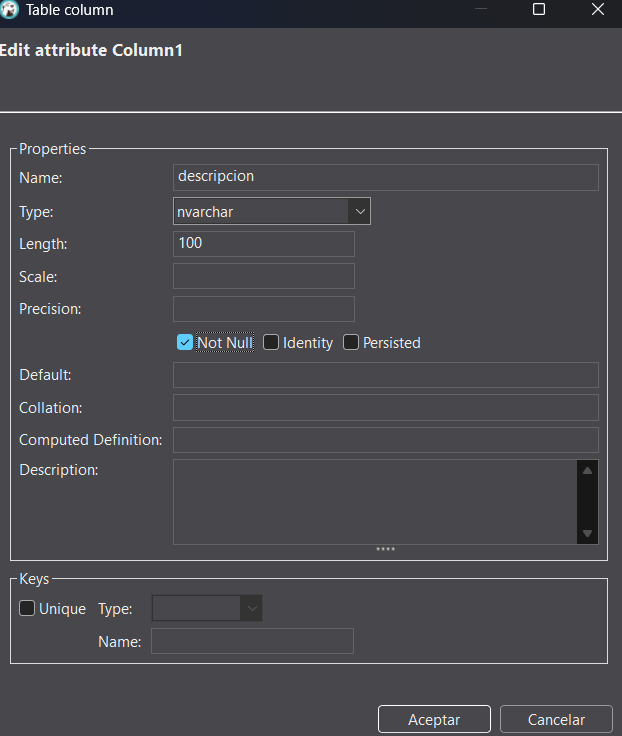 Table column
Edit attribute Column1
Properties
Name: descripcion
Type: nvarchar
Length: 100
Scale:
Precision:
Not Null Identity Persisted
Default:
Collation:
Computed Definition:
Description:
Keys
Unique Type:
Name:
Aceptar Cancelar